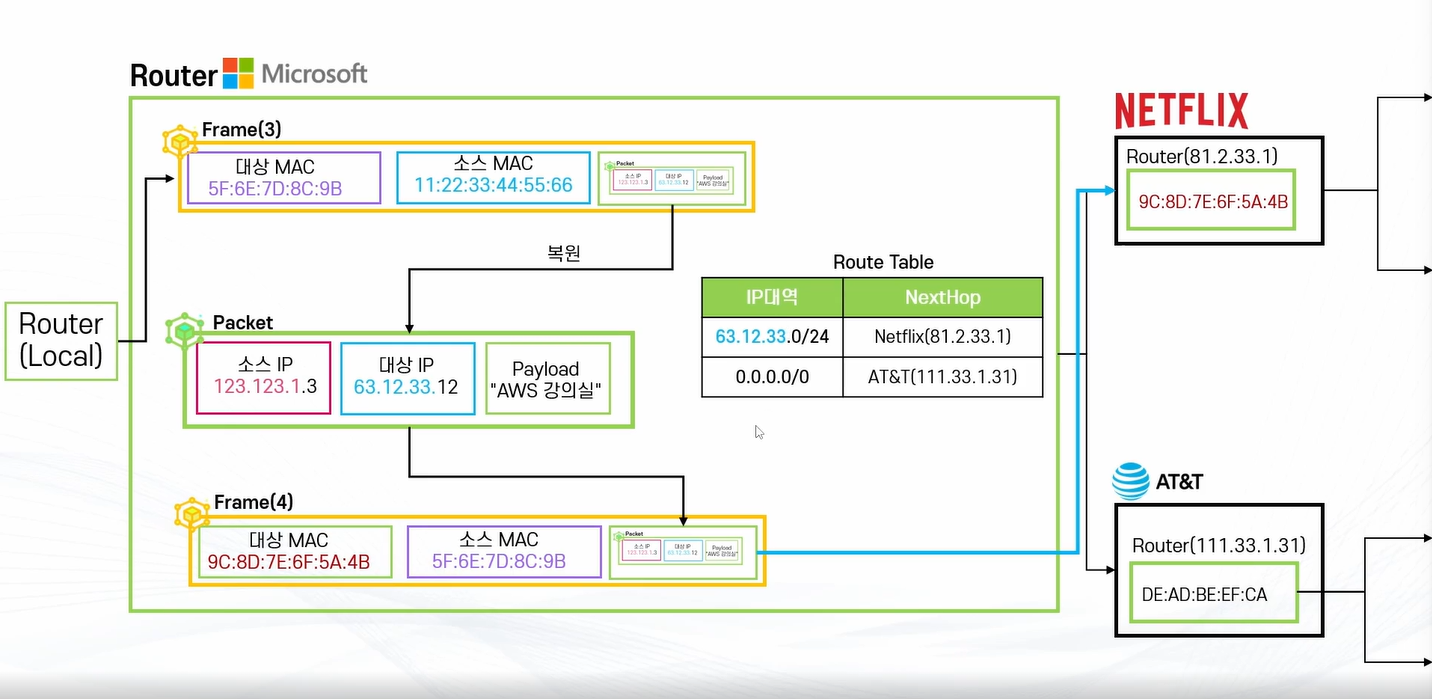 Router Microsoft
Frame(3)
대상 MAC
5F:6E:7D:8C:9B
소스 MAC
11:22:33:44:55:66
Packet
소스 IP
123.123.1.3
대상 IP
63.12.33.12
Payload
"AWS 강의실"
복원
Router
(Local)
Packet
소스 IP
123.123.1.3
대상 IP
63.12.33.12
Payload
"AWS 강의실"
Route Table
IP대역 NextHop
63.12.33.0/24 Netflix(81.2.33.1)
0.0.0.0/0 AT&T(111.33.1.31)
Frame(4)
대상 MAC
9C:8D:7E:6F:5A:4B
소스 MAC
5F:6E:7D:8C:9B
Packet
소스 IP
123.123.1.3
대상 IP
63.12.33.12
Payload
"AWS 강의실"
NETFLIX
Router(81.2.33.1)
9C:8D:7E:6F:5A:4B
AT&T
Router(111.33.1.31)
DE:AD:BE:EF:CA